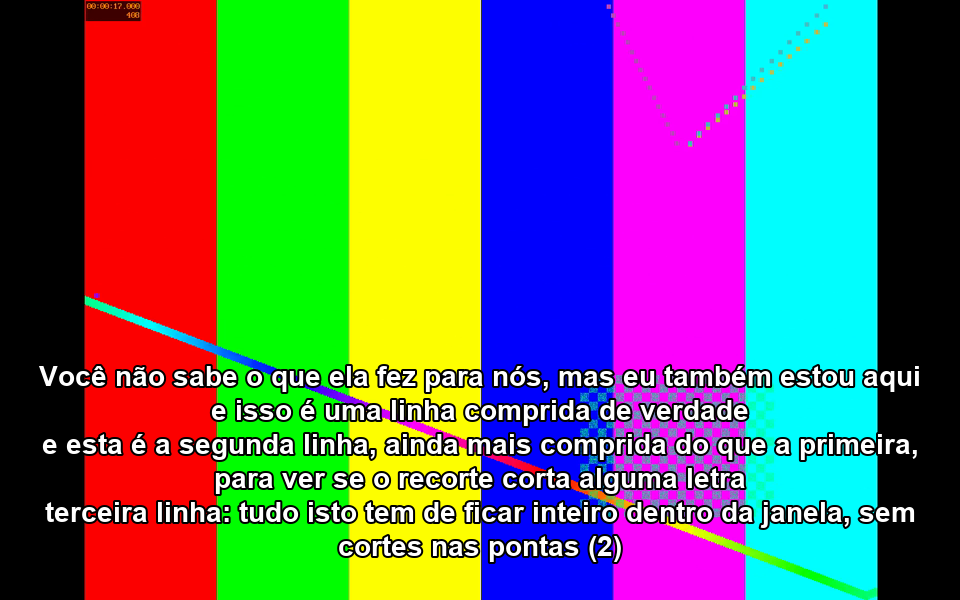 00:00:17.000
408
Você não sabe o que ela fez para nós, mas eu também estou aqui
e isso é uma linha comprida de verdade
e esta é a segunda linha, ainda mais comprida do que a primeira,
para ver se o recorte corta alguma letra
terceira linha: tudo isto tem de ficar inteiro dentro da janela, sem
cortes nas pontas (2)